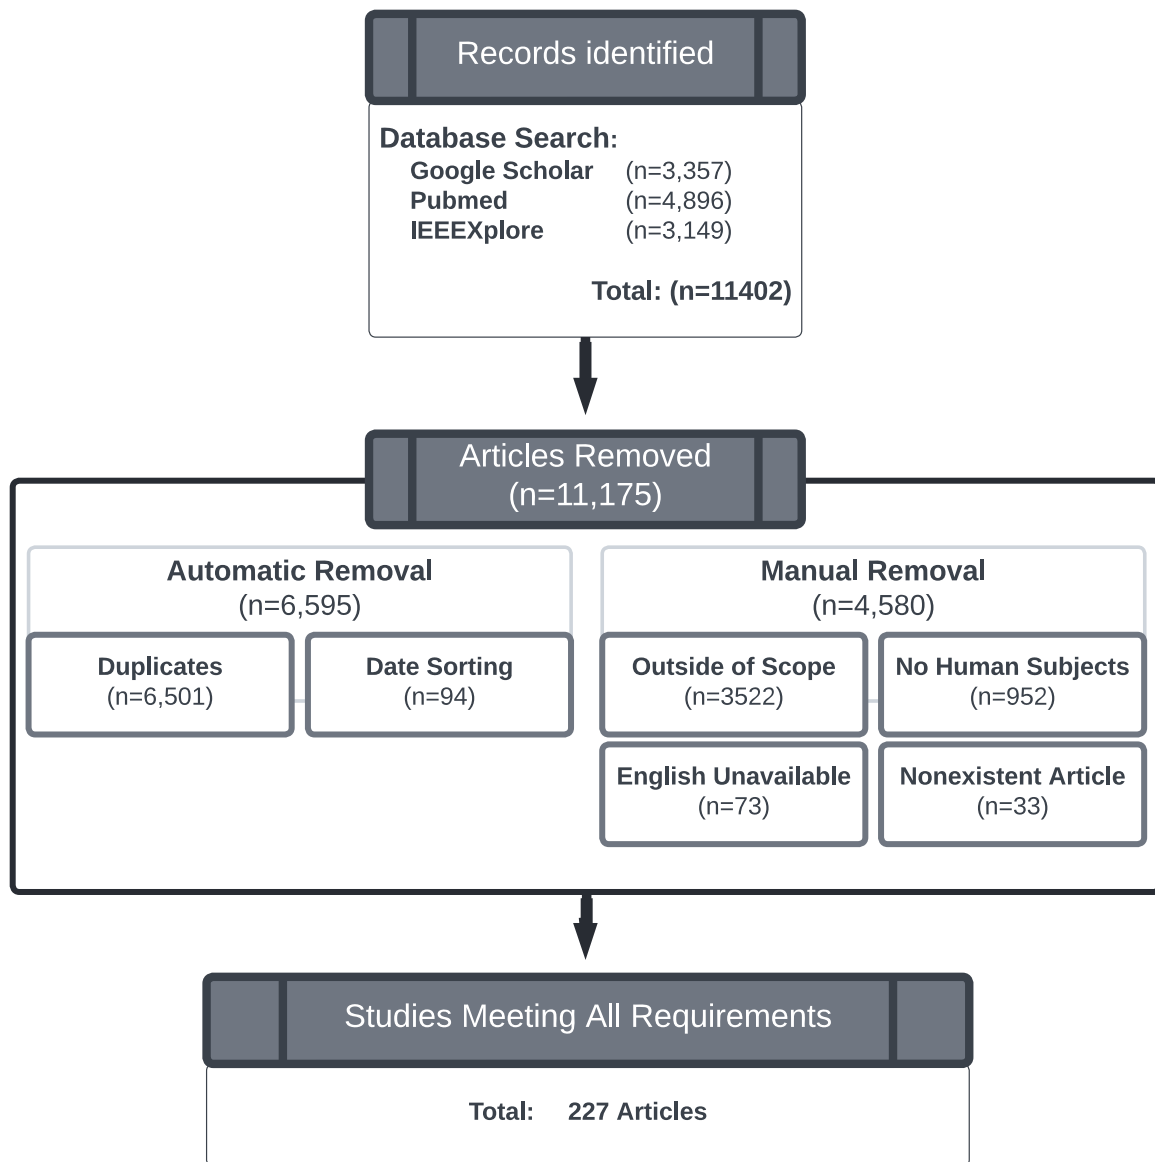 Records identified
Database Search:
Google Scholar (n=3,357)
Pubmed (n=4,896)
IEEEXplore (n=3,149)
Total: (n=11402)
Articles Removed
(n=11,175)
Automatic Removal
(n=6,595)
Duplicates
(n=6,501)
Date Sorting
(n=94)
Manual Removal
(n=4,580)
Outside of Scope
(n=3522)
No Human Subjects
(n=952)
English Unavailable
(n=73)
Nonexistent Article
(n=33)
Studies Meeting All Requirements
Total: 227 Articles